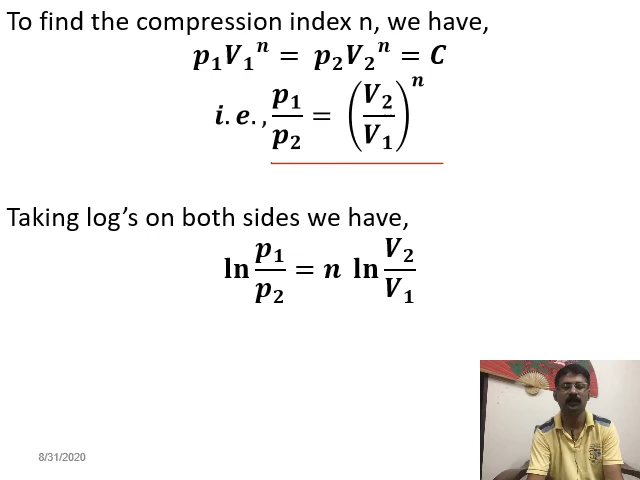 To find the compression index n, we have,
p₁V₁ⁿ = p₂V₂ⁿ = C
i.e., p₁/p₂ = (V₂/V₁)ⁿ
Taking log’s on both sides we have,
ln p₁/p₂ = n ln V₂/V₁
8/31/2020